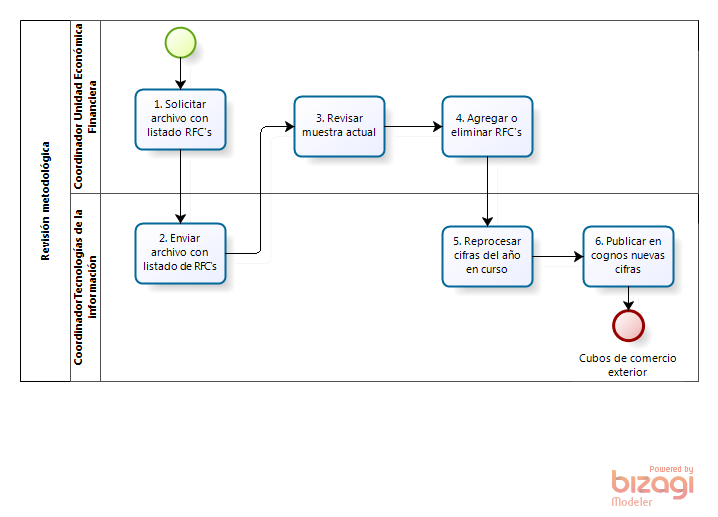 Revisión metodológica
Coordinador Unidad Económica
Financiera
1. Solicitar
archivo con
listado RFC's
3. Revisar
muestra actual
4. Agregar o
eliminar RFC's
CoordinadorTecnologías de la
información
2. Enviar
archivo con
listado de RFC's
5. Reprocesar
cifras del año
en curso
6. Publicar en
cognos nuevas
cifras
Cubos de comercio
exterior
Powered by
bizagi
Modeler